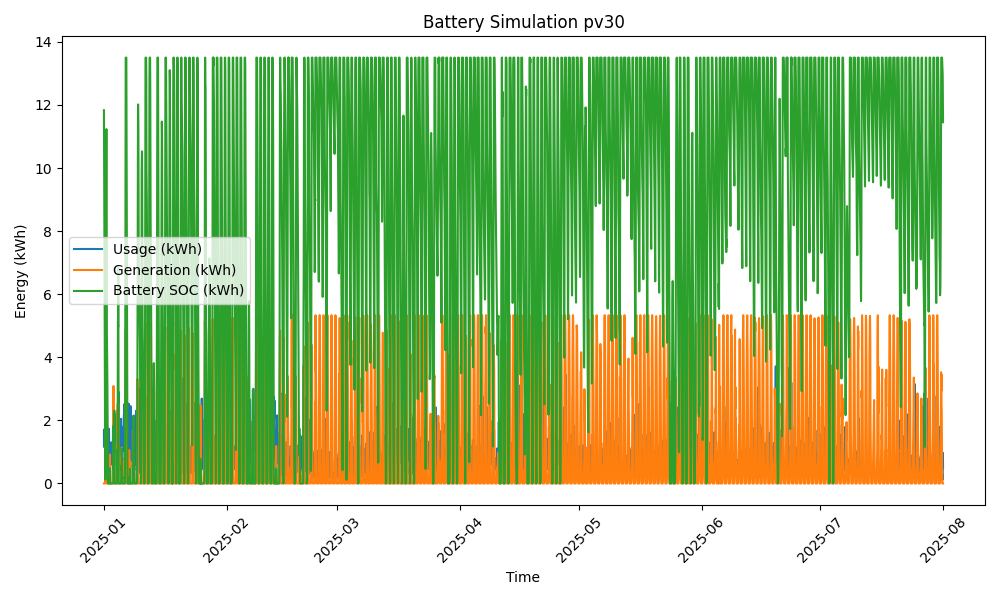 Battery Simulation pv30
Energy (kWh)
14
12
10
8
6
4
2
0
Usage (kWh)
Generation (kWh)
Battery SOC (kWh)
2025-01
2025-02
2025-03
2025-04
2025-05
2025-06
2025-07
2025-08
Time